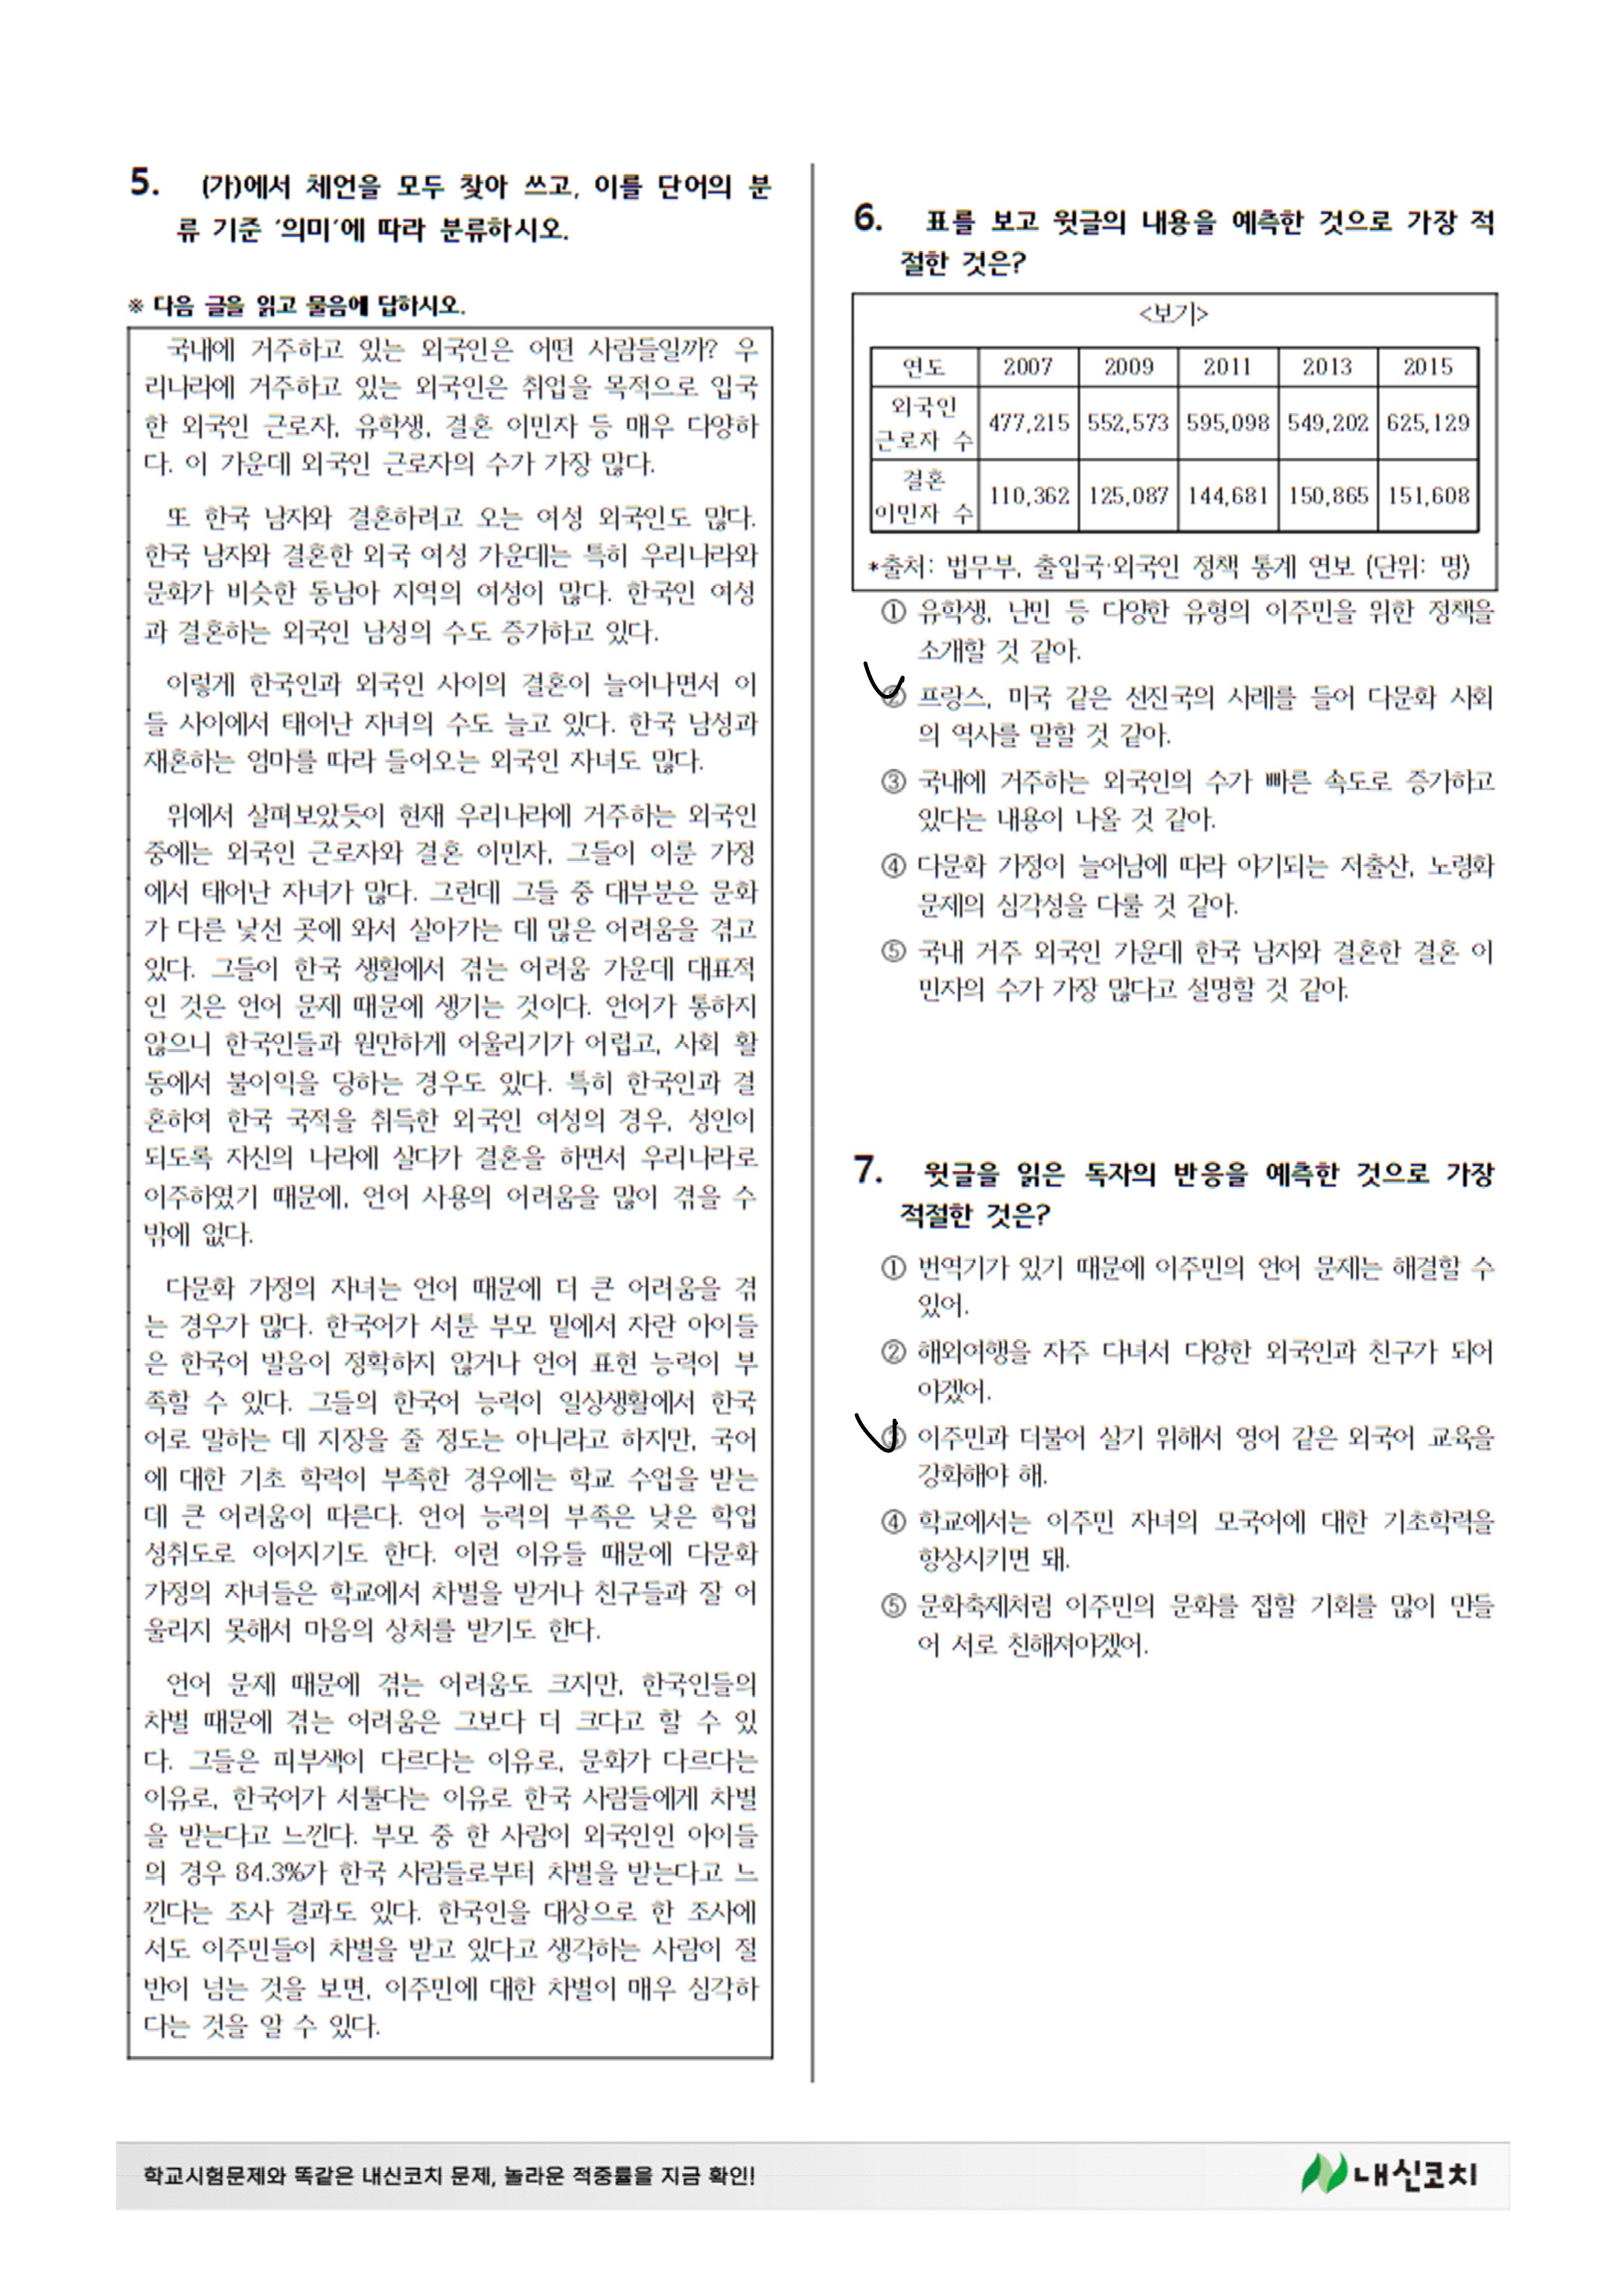 5. (가)에서 체언을 모두 찾아 쓰고, 이를 단어의 분
류 기준 '의미'에 따라 분류하시오.
※ 다음 글을 읽고 물음에 답하시오.
국내에 거주하고 있는 외국인은 어떤 사람들일까? 우
리나라에 거주하고 있는 외국인은 취업을 목적으로 입국
한 외국인 근로자, 유학생, 결혼 이민자 등 매우 다양하
다. 이 가운데 외국인 근로자의 수가 가장 많다.
또 한국 남자와 결혼하려고 오는 여성 외국인도 많다.
한국 남자와 결혼한 외국 여성 가운데는 특히 우리나라와
문화가 비슷한 동남아 지역의 여성이 많다. 한국인 여성
과 결혼하는 외국인 남성의 수도 증가하고 있다.
이렇게 한국인과 외국인 사이의 결혼이 늘어나면서 이
들 사이에서 태어난 자녀의 수도 늘고 있다. 한국 남성과
재혼하는 엄마를 따라 들어오는 외국인 자녀도 많다.
위에서 살펴보았듯이 현재 우리나라에 거주하는 외국인
중에는 외국인 근로자와 결혼 이민자, 그들이 이룬 가정
에서 태어난 자녀가 많다. 그런데 그들 중 대부분은 문화
가 다른 낯선 곳에 와서 살아가는 데 많은 어려움을 겪고
있다. 그들이 한국 생활에서 겪는 어려움 가운데 대표적
인 것은 언어 문제 때문에 생기는 것이다. 언어가 통하지
않으니 한국인들과 원만하게 어울리기가 어렵고, 사회 활
동에서 불이익을 당하는 경우도 있다. 특히 한국인과 결
혼하여 한국 국적을 취득한 외국인 여성의 경우, 성인이
되도록 자신의 나라에 살다가 결혼을 하면서 우리나라로
이주하였기 때문에, 언어 사용의 어려움을 많이 겪을 수
밖에 없다.
다문화 가정의 자녀는 언어 때문에 더 큰 어려움을 겪
는 경우가 많다. 한국어가 서툰 부모 밑에서 자란 아이들
은 한국어 발음이 정확하지 않거나 언어 표현 능력이 부
족할 수 있다. 그들의 한국어 능력이 일상생활에서 한국
어로 말하는 데 지장을 줄 정도는 아니라고 하지만, 국어
에 대한 기초 학력이 부족한 경우에는 학교 수업을 받는
데 큰 어려움이 따른다. 언어 능력의 부족은 낮은 학업
성취도로 이어지기도 한다. 이런 이유들 때문에 다문화
가정의 자녀들은 학교에서 차별을 받거나 친구들과 잘 어
울리지 못해서 마음의 상처를 받기도 한다.
언어 문제 때문에 겪는 어려움도 크지만, 한국인들의
차별 때문에 겪는 어려움은 그보다 더 크다고 할 수 있
다. 그들은 피부색이 다르다는 이유로, 문화가 다르다는
이유로, 한국어가 서툴다는 이유로 한국 사람들에게 차별
을 받는다고 느낀다. 부모 중 한 사람이 외국인인 아이들
의 경우 84.3%가 한국 사람들로부터 차별을 받는다고 느
낀다는 조사 결과도 있다. 한국인을 대상으로 한 조사에
서도 이주민들이 차별을 받고 있다고 생각하는 사람이 절
반이 넘는 것을 보면, 이주민에 대한 차별이 매우 심각하
다는 것을 알 수 있다.
6. 표를 보고 윗글의 내용을 예측한 것으로 가장 적
절한 것은?
<보기>
연도 2007 2009 2011 2013 2015
외국인
근로자 수 477,215 552,573 595,098 549,202 625,129
결혼
이민자 수 110,362 125,087 144,681 150,865 151,608
*출처: 법무부, 출입국·외국인 정책 통계 연보 (단위: 명)
① 유학생, 난민 등 다양한 유형의 이주민을 위한 정책을
소개할 것 같아.
② 프랑스, 미국 같은 선진국의 사례를 들어 다문화 사회
의 역사를 말할 것 같아.
③ 국내에 거주하는 외국인의 수가 빠른 속도로 증가하고
있다는 내용이 나올 것 같아.
④ 다문화 가정이 늘어남에 따라 야기되는 저출산, 노령화
문제의 심각성을 다룰 것 같아.
⑤ 국내 거주 외국인 가운데 한국 남자와 결혼한 결혼 이
민자의 수가 가장 많다고 설명할 것 같아.
7. 윗글을 읽은 독자의 반응을 예측한 것으로 가장
적절한 것은?
① 번역기가 있기 때문에 이주민의 언어 문제는 해결할 수
있어.
② 해외여행을 자주 다녀서 다양한 외국인과 친구가 되어
야겠어.
③ 이주민과 더불어 살기 위해서 영어 같은 외국어 교육을
강화해야 해.
④ 학교에서는 이주민 자녀의 모국어에 대한 기초학력을
향상시키면 돼.
⑤ 문화축제처럼 이주민의 문화를 접할 기회를 많이 만들
어 서로 친해져야겠어.
학교시험문제와 똑같은 내신코치 문제, 놀라운 적중률을 지금 확인!
내신코치